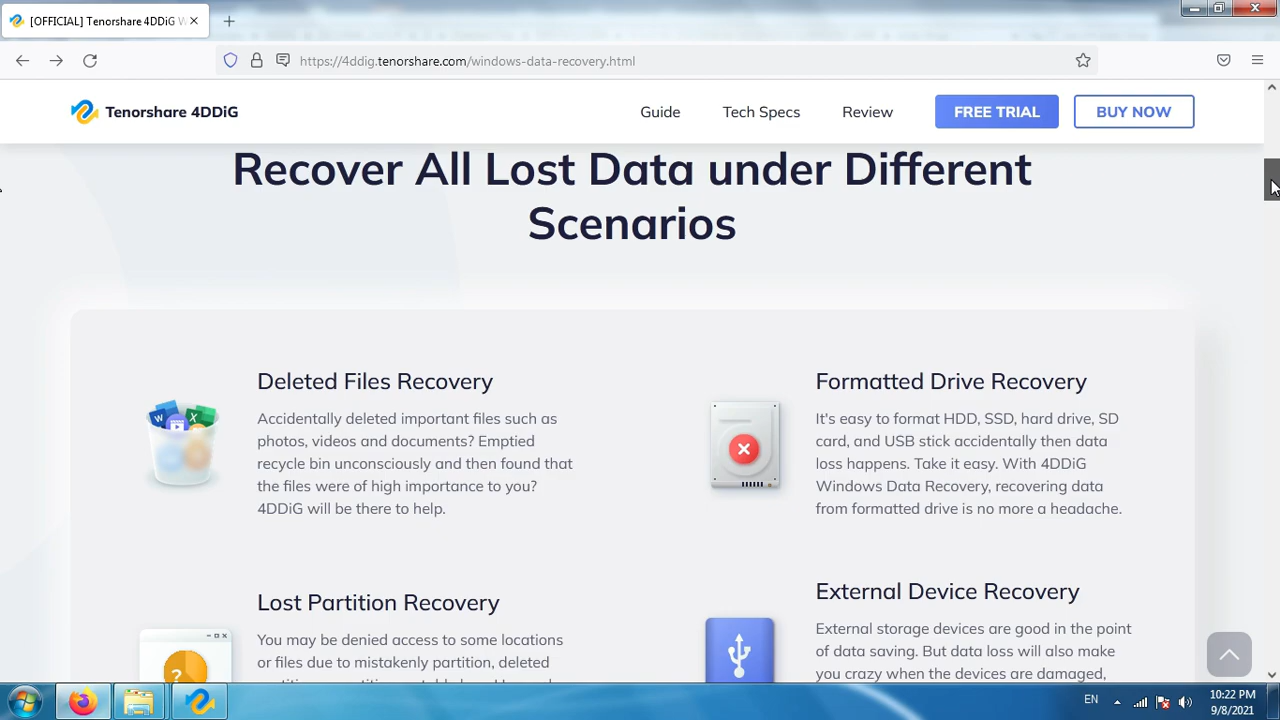 [OFFICIAL] Tenorshare 4DDiG W
https://4ddig.tenorshare.com/windows-data-recovery.html
Tenorshare 4DDiG
Guide
Tech Specs
Review
FREE TRIAL
BUY NOW
Recover All Lost Data under Different
Scenarios
Deleted Files Recovery
Accidentally deleted important files such as
photos, videos and documents? Emptied
recycle bin unconsciously and then found that
the files were of high importance to you?
4DDiG will be there to help.
Formatted Drive Recovery
It's easy to format HDD, SSD, hard drive, SD
card, and USB stick accidentally then data
loss happens. Take it easy. With 4DDiG
Windows Data Recovery, recovering data
from formatted drive is no more a headache.
Lost Partition Recovery
You may be denied access to some locations
or files due to mistakenly partition, deleted
External Device Recovery
External storage devices are good in the point
of data saving. But data loss will also make
you crazy when the devices are damaged,
EN
10:22 PM
9/8/2021